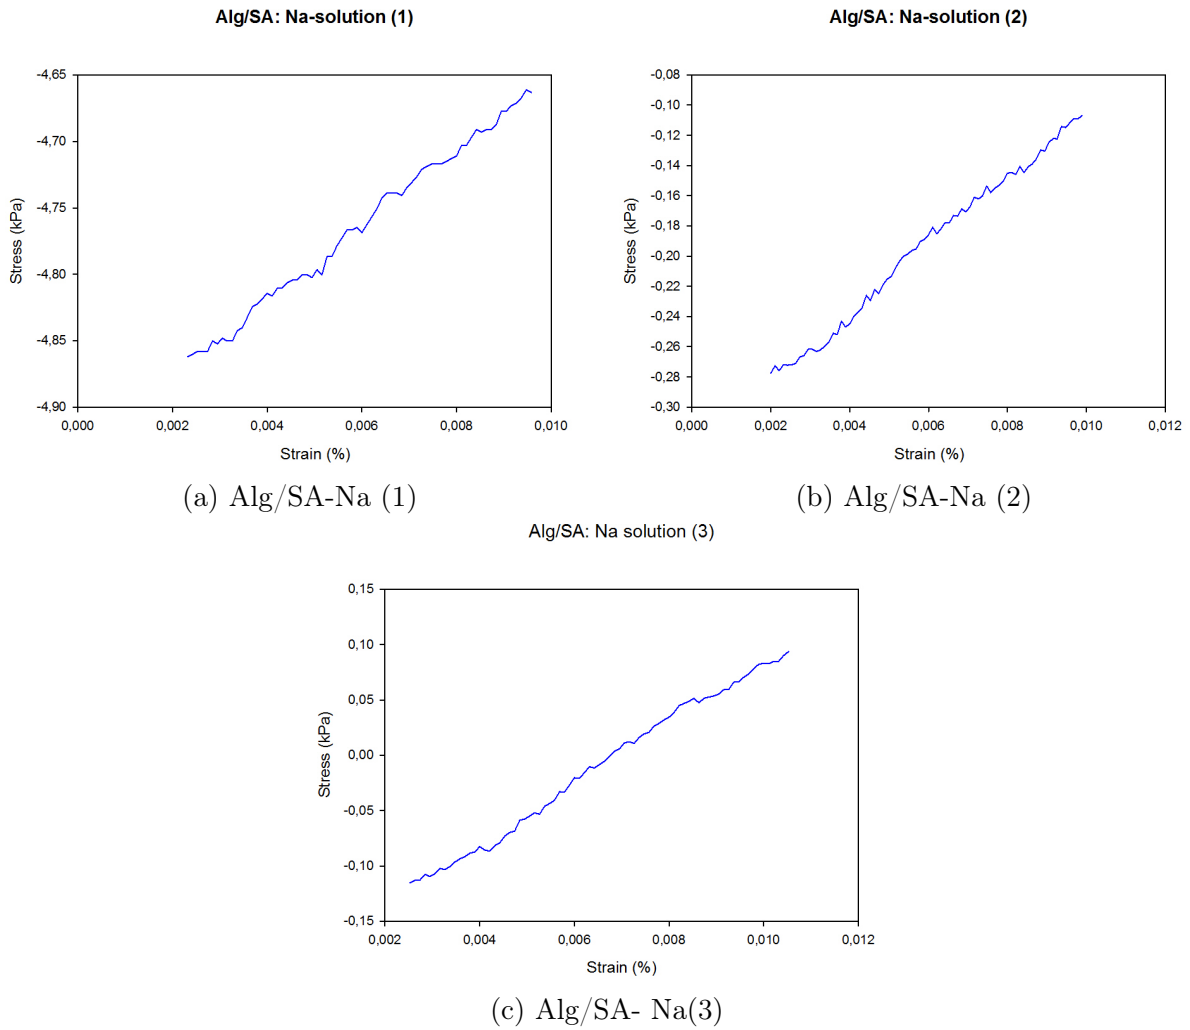 Alg/SA: Na-solution (1)
-4,65
-4,70
-4,75
-4,80
-4,85
-4,90
Stress (kPa)
0,000 0,002 0,004 0,006 0,008 0,010
Strain (%)
(a) Alg/SA-Na (1)
Alg/SA: Na-solution (2)
-0,08
-0,10
-0,12
-0,14
-0,16
-0,18
-0,20
-0,22
-0,24
-0,26
-0,28
-0,30
Stress (kPa)
0,000 0,002 0,004 0,006 0,008 0,010 0,012
Strain (%)
(b) Alg/SA-Na (2)
Alg/SA: Na solution (3)
0,15
0,10
0,05
0,00
-0,05
-0,10
-0,15
Stress (kPa)
0,002 0,004 0,006 0,008 0,010 0,012
Strain (%)
(c) Alg/SA- Na(3)